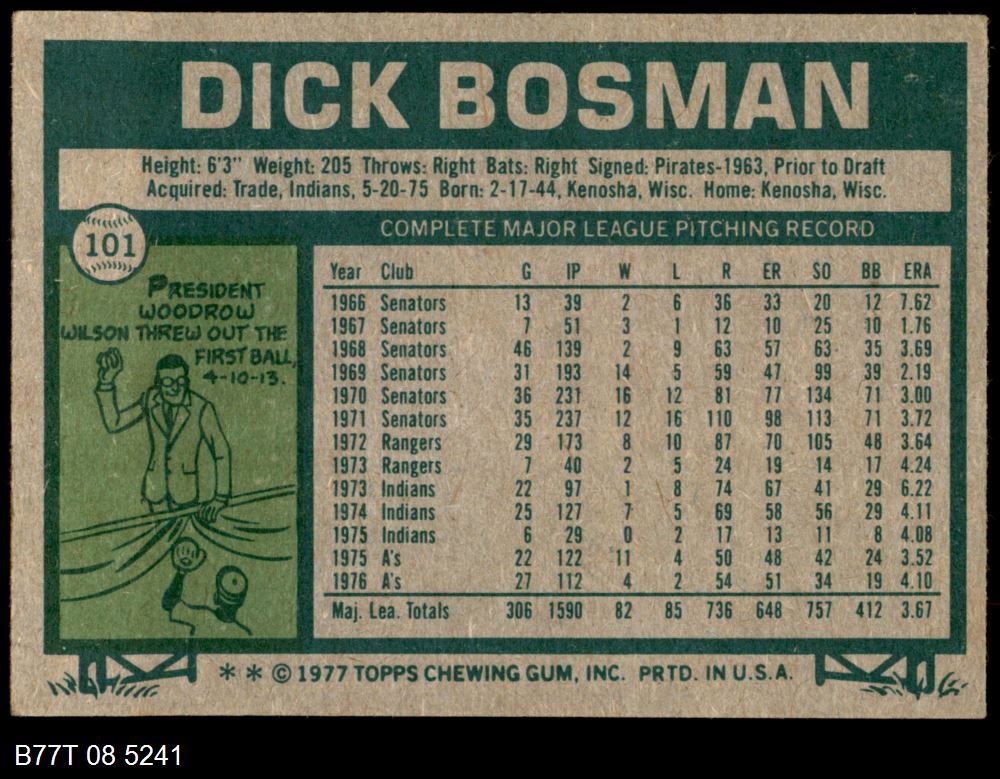 DICK BOSMAN
Height: 6'3" Weight: 205 Throws: Right Bats: Right Signed: Pirates-1963, Prior to Draft
Acquired: Trade, Indians, 5-20-75 Born: 2-17-44, Kenosha, Wisc. Home: Kenosha, Wisc.
101
COMPLETE MAJOR LEAGUE PITCHING RECORD
PRESIDENT
WOODROW
WILSON THREW OUT THE
FIRST BALL,
4-10-13.
Year Club G IP W L R ER SO BB ERA
1966 Senators 13 39 2 6 36 33 20 12 7.62
1967 Senators 7 51 3 1 12 10 25 10 1.76
1968 Senators 46 139 2 9 63 57 63 35 3.69
1969 Senators 31 193 14 5 59 47 99 39 2.19
1970 Senators 36 231 16 12 81 77 134 71 3.00
1971 Senators 35 237 12 16 110 98 113 71 3.72
1972 Rangers 29 173 8 10 87 70 105 48 3.64
1973 Rangers 7 40 2 5 24 19 14 17 4.24
1973 Indians 22 97 1 8 74 67 41 29 6.22
1974 Indians 25 127 7 5 69 58 56 29 4.11
1975 Indians 6 29 0 2 17 13 11 8 4.08
1975 A's 22 122 11 4 50 48 42 24 3.52
1976 A's 27 112 4 2 54 51 34 19 4.10
Maj. Lea. Totals 306 1590 82 85 736 648 757 412 3.67
* * © 1977 TOPPS CHEWING GUM, INC. PRTD. IN U.S.A.
B77T 08 5241